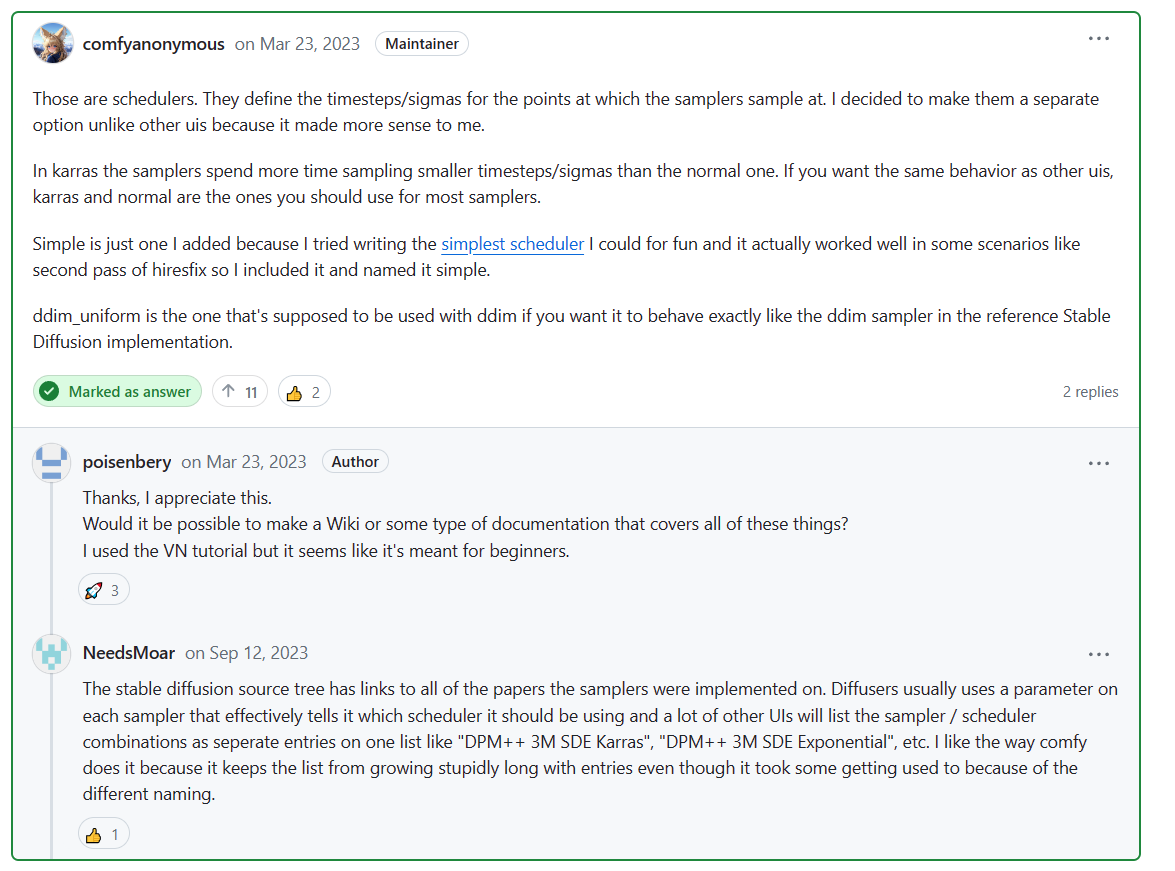 comfyanonymous on Mar 23, 2023 Maintainer
Those are schedulers. They define the timesteps/sigmas for the points at which the samplers sample at. I decided to make them a separate
option unlike other uis because it made more sense to me.
In karras the samplers spend more time sampling smaller timesteps/sigmas than the normal one. If you want the same behavior as other uis,
karras and normal are the ones you should use for most samplers.
Simple is just one I added because I tried writing the simplest scheduler I could for fun and it actually worked well in some scenarios like
second pass of hiresfix so I included it and named it simple.
ddim_uniform is the one that's supposed to be used with ddim if you want it to behave exactly like the ddim sampler in the reference Stable
Diffusion implementation.
Marked as answer ↑ 11 👍 2 2 replies
poisenbery on Mar 23, 2023 Author
Thanks, I appreciate this.
Would it be possible to make a Wiki or some type of documentation that covers all of these things?
I used the VN tutorial but it seems like it's meant for beginners.
🚀 3
NeedsMoar on Sep 12, 2023
The stable diffusion source tree has links to all of the papers the samplers were implemented on. Diffusers usually uses a parameter on
each sampler that effectively tells it which scheduler it should be using and a lot of other UIs will list the sampler / scheduler
combinations as seperate entries on one list like "DPM++ 3M SDE Karras", "DPM++ 3M SDE Exponential", etc. I like the way comfy
does it because it keeps the list from growing stupidly long with entries even though it took some getting used to because of the
different naming.
👍 1